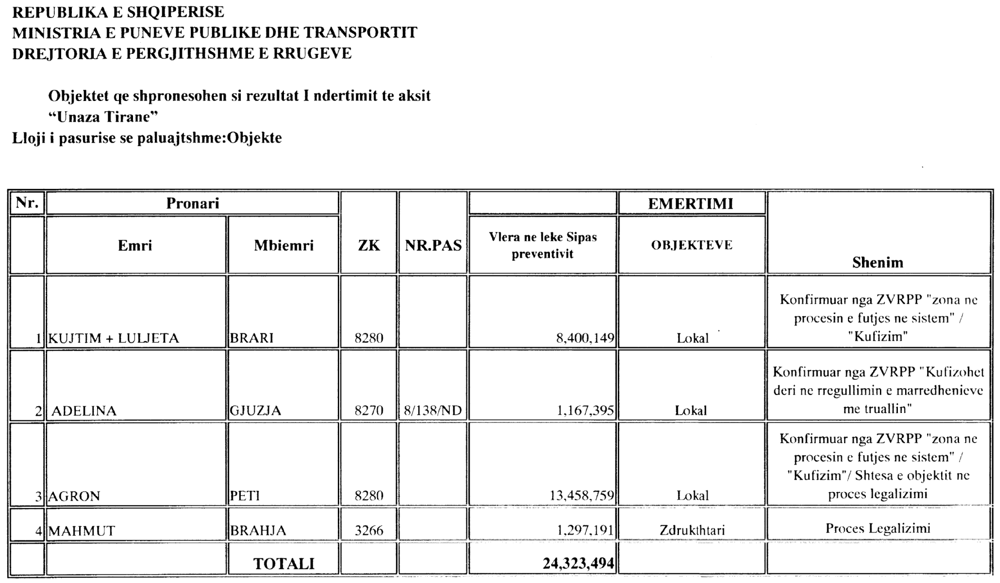 REPUBLIKA E SHQIPERISE
MINISTRIA E PUNEVE PUBLIKE DHE TRANSPORTIT
DREJTORIA E PERGJITHSHME E RRUGEVE
Objektet qe shpronesohen si rezultat I ndertimit te aksit
“Unaza Tirane”
Lloji i pasurise se paluajtshme:Objekte
Nr. Pronari EMERTIMI
Emri Mbiemri ZK NR.PAS Vlera ne leke Sipas preventivit OBJEKTEVE Shenim
1 KUJTIM + LULJETA BRARI 8280 8,400,149 Lokal Konfirmuar nga ZVRPP "zona ne
procesin e futjes ne sistem" /
"Kufizim"
2 ADELINA GJUZJA 8270 8/138/ND 1,167,395 Lokal Konfirmuar nga ZVRPP "Kufizohet
deri ne rregullimin e marredhenieve
me truallin"
3 AGRON PETI 8280 13,458,759 Lokal Konfirmuar nga ZVRPP "zona ne
procesin e futjes ne sistem" /
"Kufizim"/ Shtesa e objektit ne
proces legalizimi
4 MAHMUT BRAHJA 3266 1,297,191 Zdrukthtari Proces Legalizimi
TOTALI 24,323,494